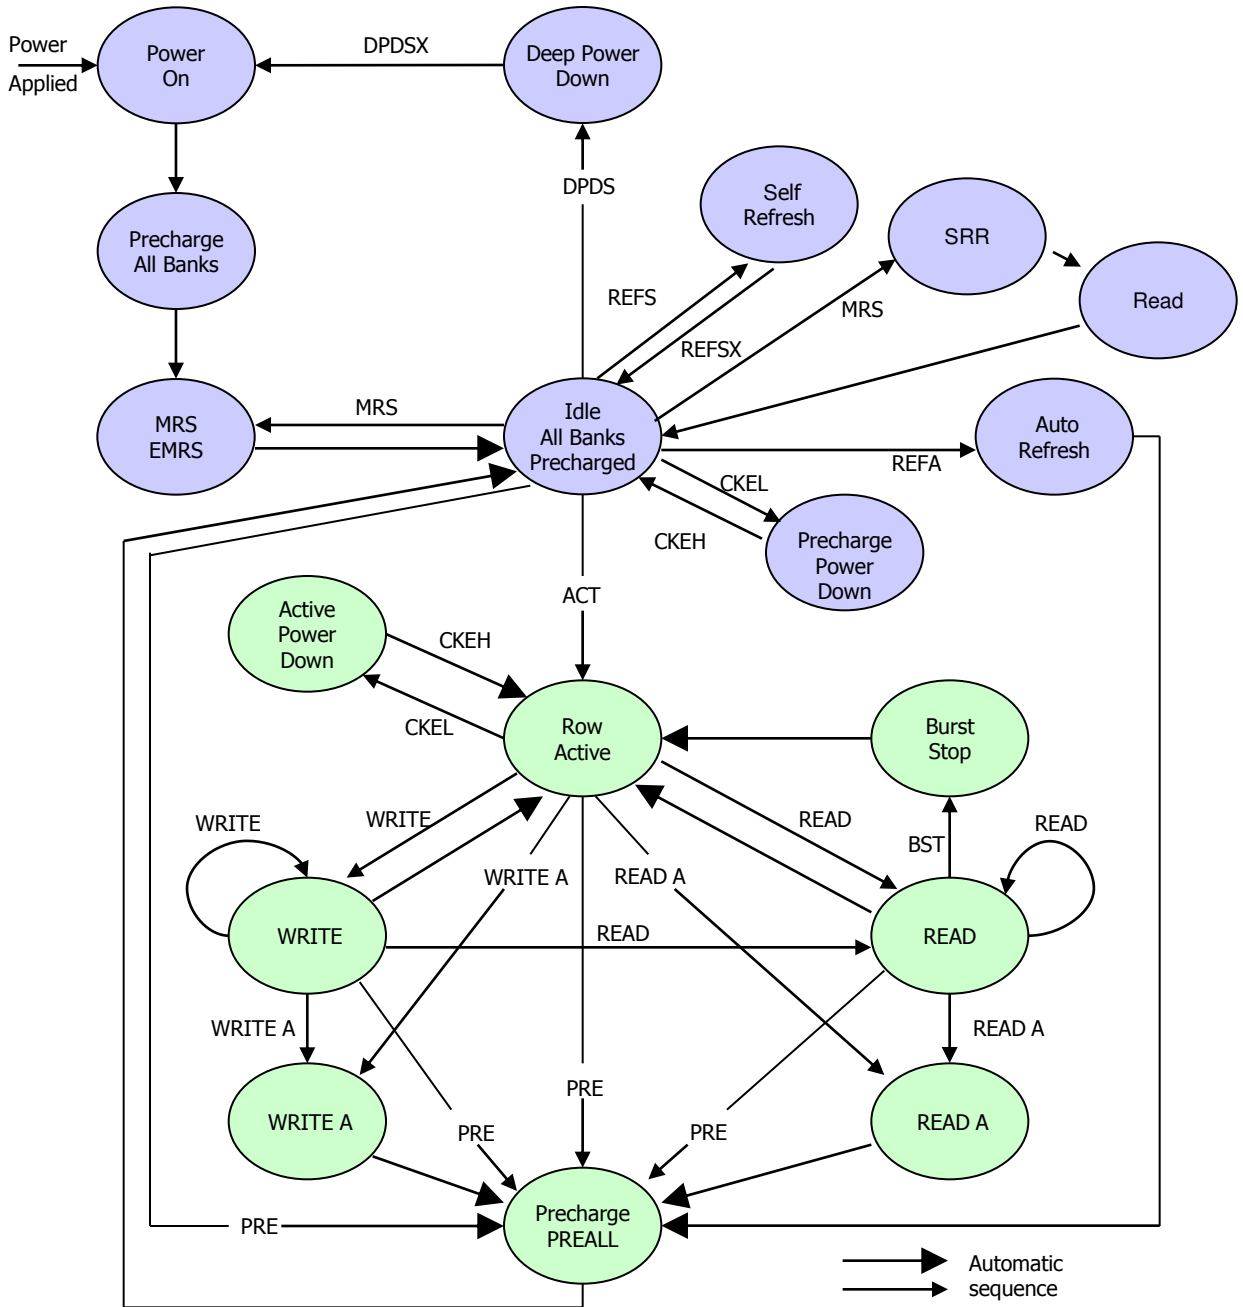 Power
Applied
Power
On
DPDSX
Deep Power
Down
DPDS
Self
Refresh
SRR
Read
Precharge
All Banks
REFS
REFSX
MRS
MRS
EMRS
MRS
Idle
All Banks
Precharged
Auto
Refresh
REFA
CKEL
CKEH
Precharge
Power
Down
ACT
Active
Power
Down
CKEH
CKEL
Row
Active
Burst
Stop
WRITE
WRITE
READ
BST
READ
WRITE A
READ A
WRITE
READ
READ
WRITE A
READ A
WRITE A
PRE
PRE
PRE
READ A
PRE
Precharge
PREALL
Automatic
sequence